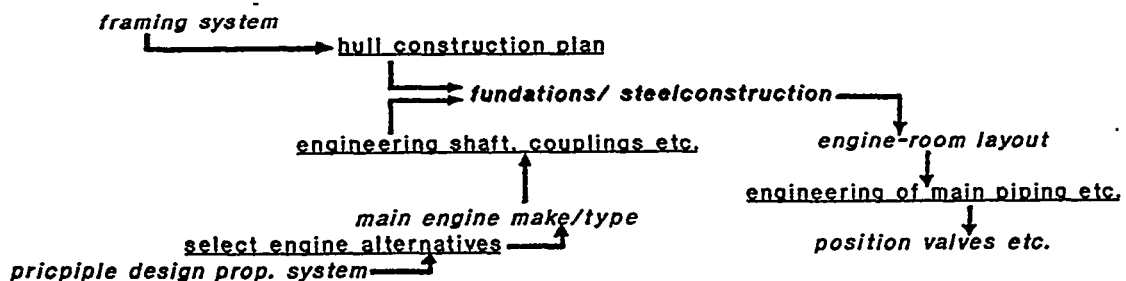 framing system
hull construction plan
fundations/ steelconstruction
engineering shaft, couplings etc.
engine-room layout
engineering of main piping etc.
main engine make/type
select engine alternatives
position valves etc.
pricpiple design prop. system